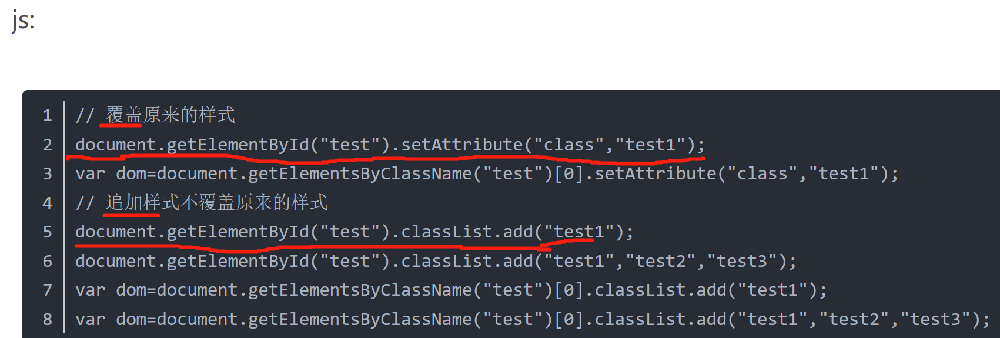 js:
1 // 覆盖原来的样式
2 document.getElementById("test").setAttribute("class","test1");
3 var dom=document.getElementsByClassName("test")[0].setAttribute("class","test1");
4 // 追加样式不覆盖原来的样式
5 document.getElementById("test").classList.add("test1");
6 document.getElementById("test").classList.add("test1","test2","test3");
7 var dom=document.getElementsByClassName("test")[0].classList.add("test1");
8 var dom=document.getElementsByClassName("test")[0].classList.add("test1","test2","test3");